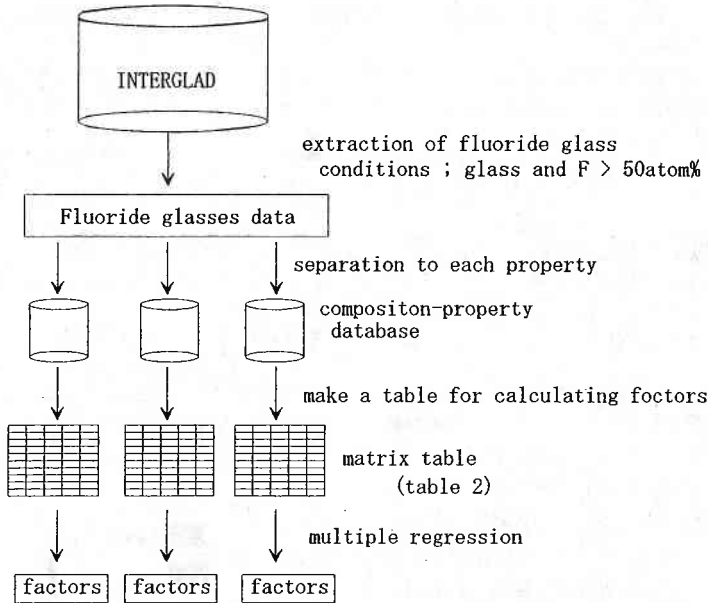 INTERGLAD
extraction of fluoride glass
conditions ; glass and F > 50atom%
Fluoride glasses data
separation to each property
compositon-property
database
make a table for calculating foctors
matrix table
(table 2)
multiple regression
factors factors factors